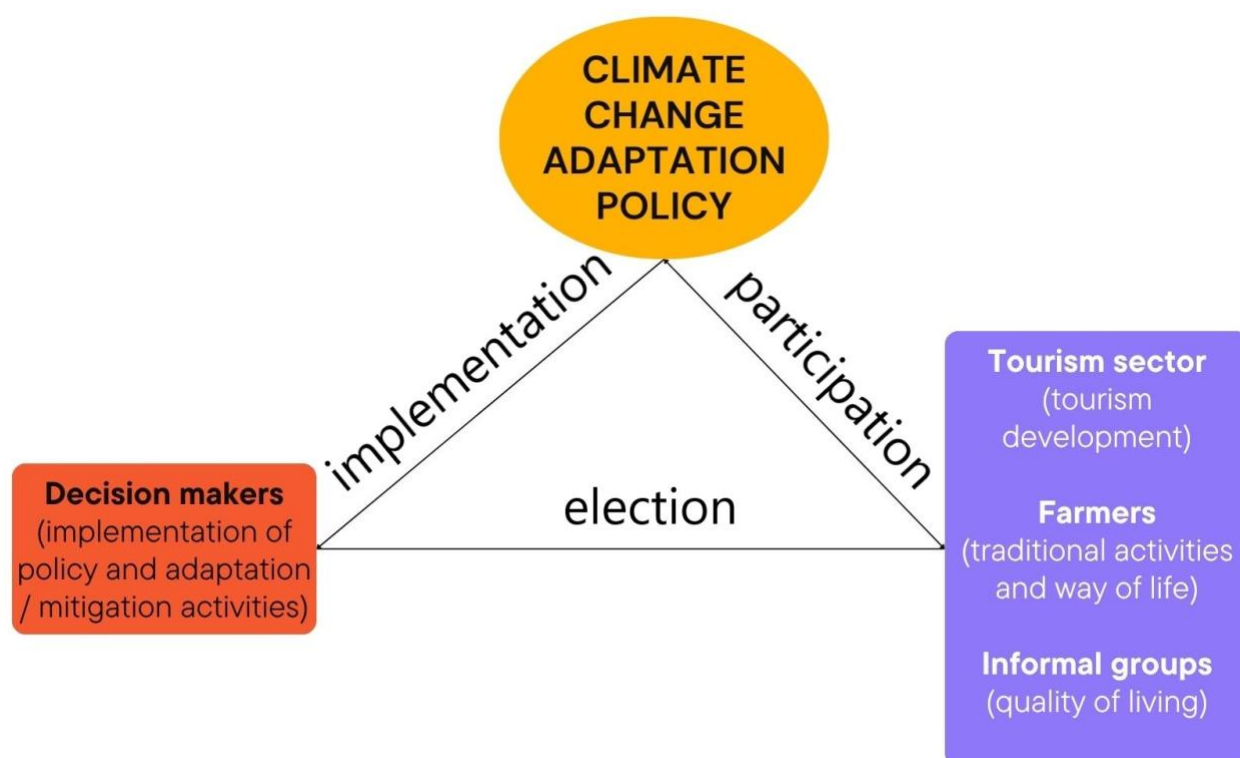 CLIMATE
CHANGE
ADAPTATION
POLICY
implementation
participation
election
Decision makers
(implementation of
policy and adaptation
/ mitigation activities)
Tourism sector
(tourism
development)
Farmers
(traditional activities
and way of life)
Informal groups
(quality of living)